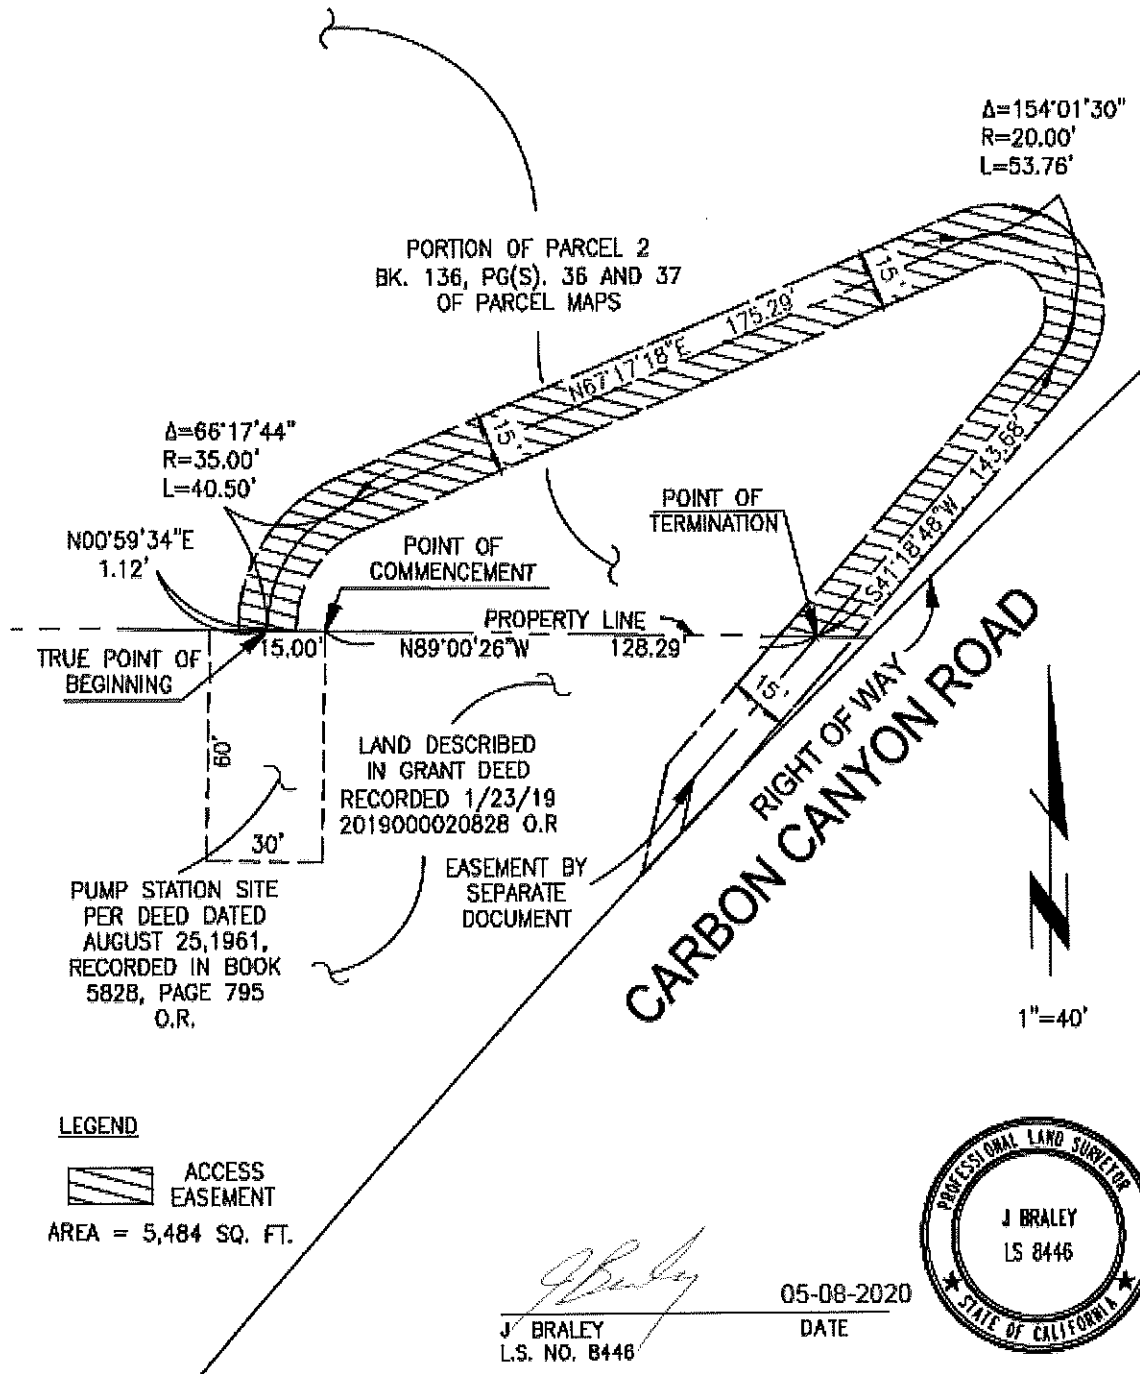 Δ=154°01'30"
R=20.00'
L=53.76'
PORTION OF PARCEL 2
BK. 136, PG(S). 36 AND 37
OF PARCEL MAPS
15'
N67°17'18"E 175.29'
15'
Δ=66°17'44"
R=35.00'
L=40.50'
N00°59'34"E
1.12'
POINT OF
COMMENCEMENT
POINT OF
TERMINATION
S41°18'48"W 143.68'
PROPERTY LINE
TRUE POINT OF
BEGINNING
15.00'
N89°00'26"W 128.29'
15'
60'
30'
LAND DESCRIBED
IN GRANT DEED
RECORDED 1/23/19
2019000020828 O.R
RIGHT OF WAY
CARBON CANYON ROAD
EASEMENT BY
SEPARATE
DOCUMENT
PUMP STATION SITE
PER DEED DATED
AUGUST 25,1961,
RECORDED IN BOOK
5828, PAGE 795
O.R.
N
1"=40'
LEGEND
ACCESS
EASEMENT
AREA = 5,484 SQ. FT.
J Braley
05-08-2020
J BRALEY
L.S. NO. 8446
DATE
PROFESSIONAL LAND SURVEYOR
J BRALEY
LS 8446
STATE OF CALIFORNIA